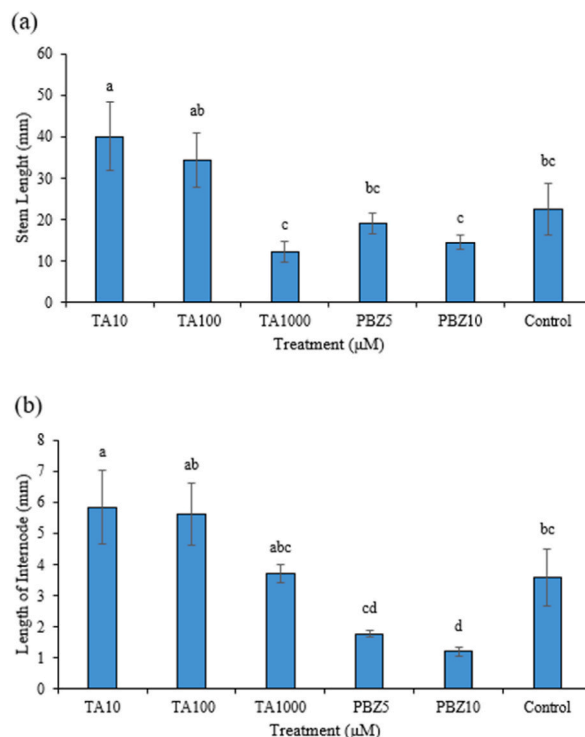 (a)
60
50
40
30
20
10
0
Stem Lenght (mm)
a
ab
c
bc
c
bc
TA10 TA100 TA1000 PBZ5 PBZ10 Control
Treatment (µM)
(b)
8
7
6
5
4
3
2
1
0
Length of Internode (mm)
a
ab
abc
cd
d
bc
TA10 TA100 TA1000 PBZ5 PBZ10 Control
Treatment (µM)